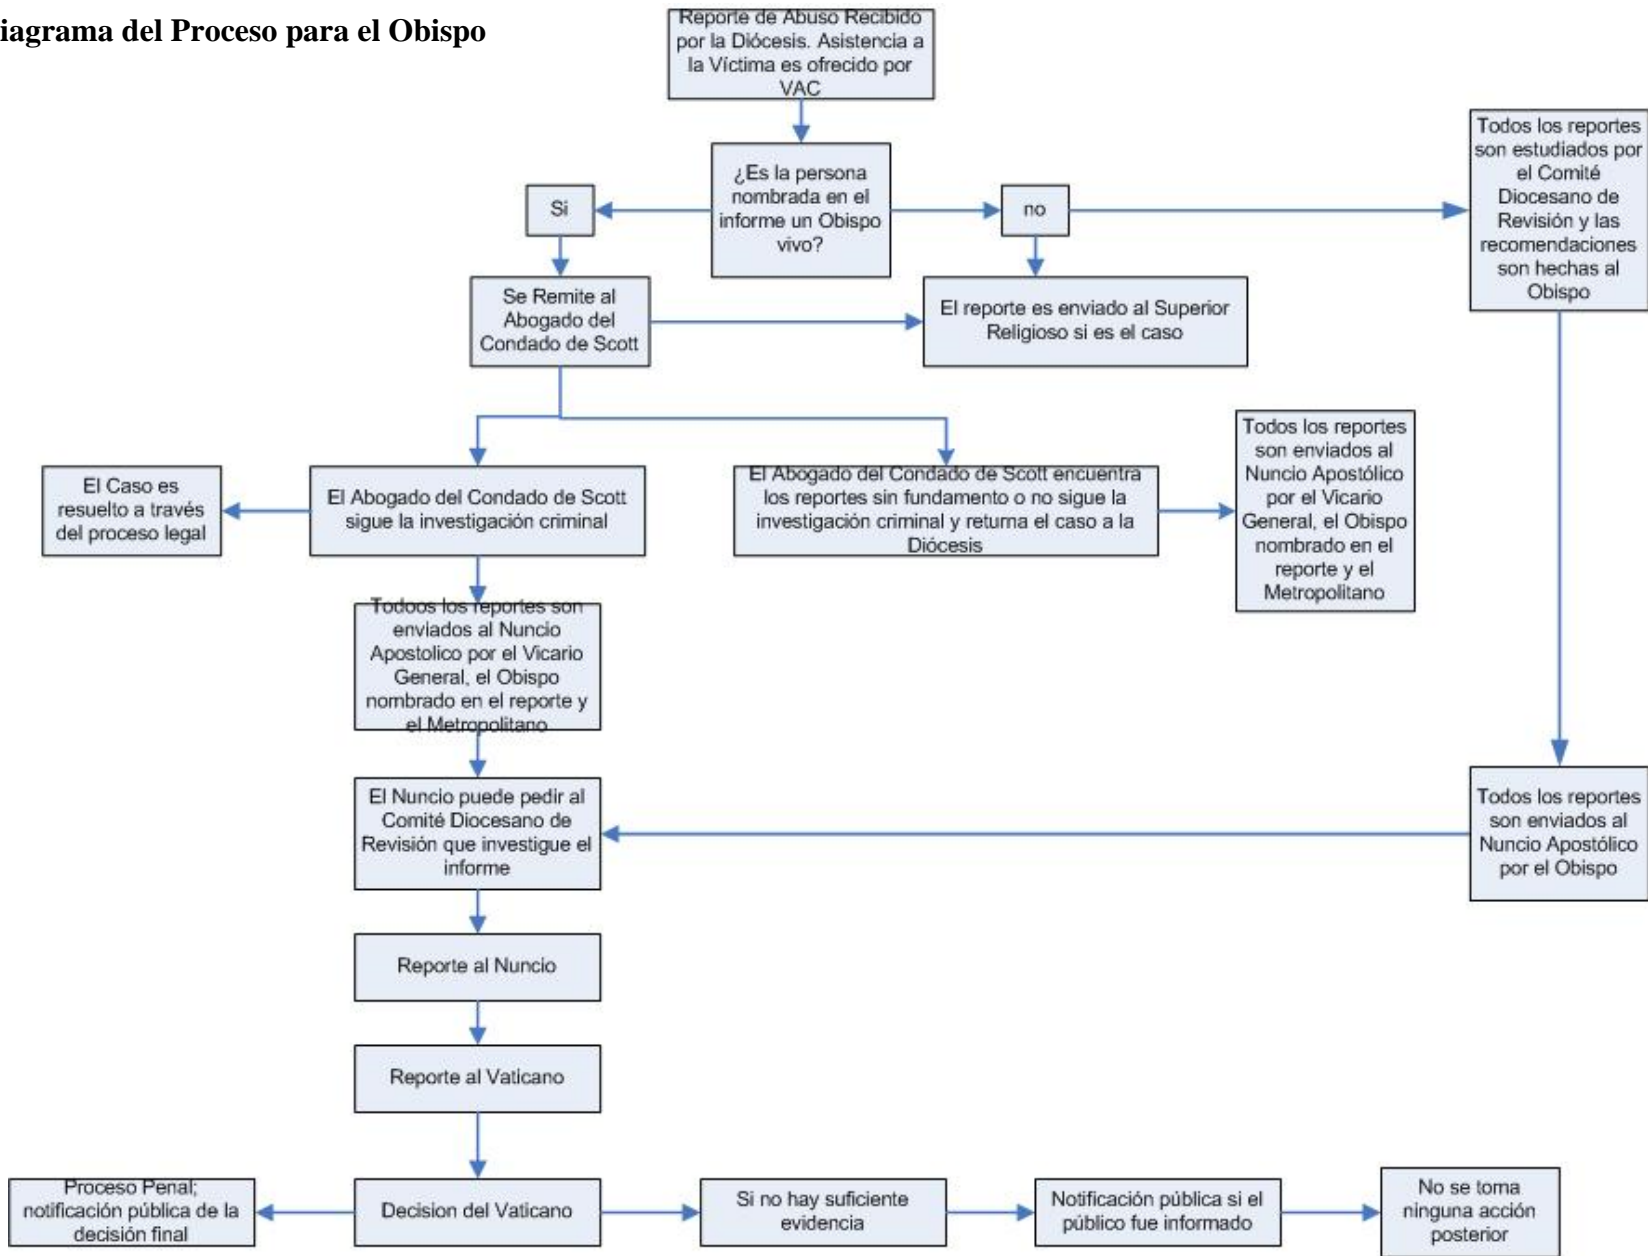 iagrama del Proceso para el Obispo
Reporte de Abuso Recibido
por la Diócesis. Asistencia a
la Víctima es ofrecido por
VAC
¿Es la persona
nombrada en el
informe un Obispo
vivo?
Si
no
Todos los reportes
son estudiados por
el Comité
Diocesano de
Revisión y las
recomendaciones
son hechas al
Obispo
Se Remite al
Abogado del
Condado de Scott
El reporte es enviado al Superior
Religioso si es el caso
El Caso es
resuelto a través
del proceso legal
El Abogado del Condado de Scott
sigue la investigación criminal
El Abogado del Condado de Scott encuentra
los reportes sin fundamento o no sigue la
investigación criminal y returna el caso a la
Diócesis
Todos los reportes
son enviados al
Nuncio Apostólico
por el Vicario
General, el Obispo
nombrado en el
reporte y el
Metropolitano
Todoos los reportes son
enviados al Nuncio
Apostolico por el Vicario
General, el Obispo
nombrado en el reporte y
el Metropolitano
El Nuncio puede pedir al
Comité Diocesano de
Revisión que investigue el
informe
Todos los reportes
son enviados al
Nuncio Apostólico
por el Obispo
Reporte al Nuncio
Reporte al Vaticano
Proceso Penal;
notificación pública de la
decisión final
Decision del Vaticano
Si no hay suficiente
evidencia
Notificación pública si el
público fue informado
No se toma
ninguna acción
posterior